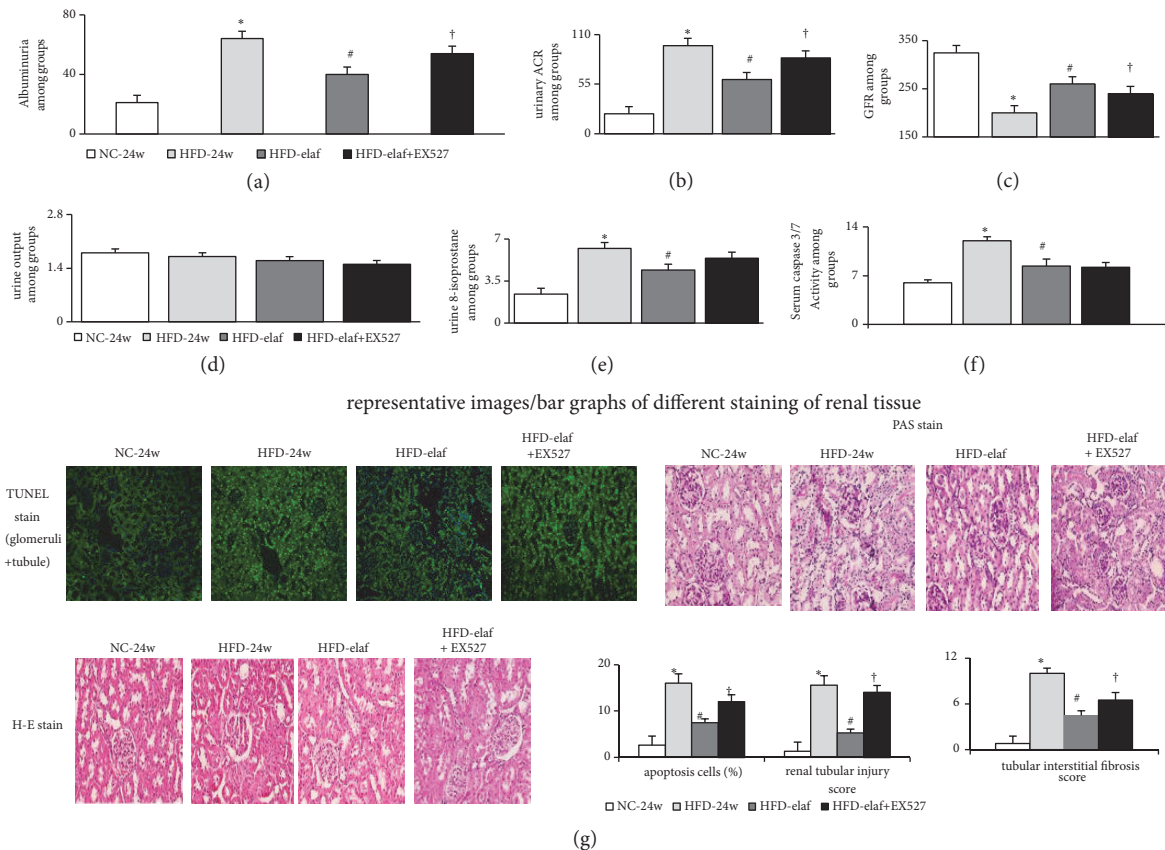 80
40
0
Albuminuria
among groups
*
#
†
NC-24w HFD-24w HFD-elaf HFD-elaf+EX527
(a)
110
55
0
urinary ACR
among groups
*
#
†
(b)
350
250
150
GFR among
groups
*
#
†
(c)
2.8
1.4
0
urine output
among grouops
NC-24w HFD-24w HFD-elaf HFD-elaf+EX527
(d)
7
3.5
0
urine 8-isoprostane
among groups
*
#
(e)
14
7
0
Serum caspase 3/7
Activity among
groups
*
#
(f)
representative images/bar graphs of different staining of renal tissue
TUNEL
stain
(glomeruli
+tubule)
NC-24w
HFD-24w
HFD-elaf
HFD-elaf
+EX527
PAS stain
NC-24w
HFD-24w
HFD-elaf
HFD-elaf
+ EX527
H-E stain
NC-24w
HFD-24w
HFD-elaf
HFD-elaf
+ EX527
20
10
0
*
#
†
*
#
†
apoptosis cells (%)
renal tubular injury
score
12
6
0
*
#
†
tubular interstitial fibrosis
score
NC-24w HFD-24w HFD-elaf HFD-elaf+EX527
(g)